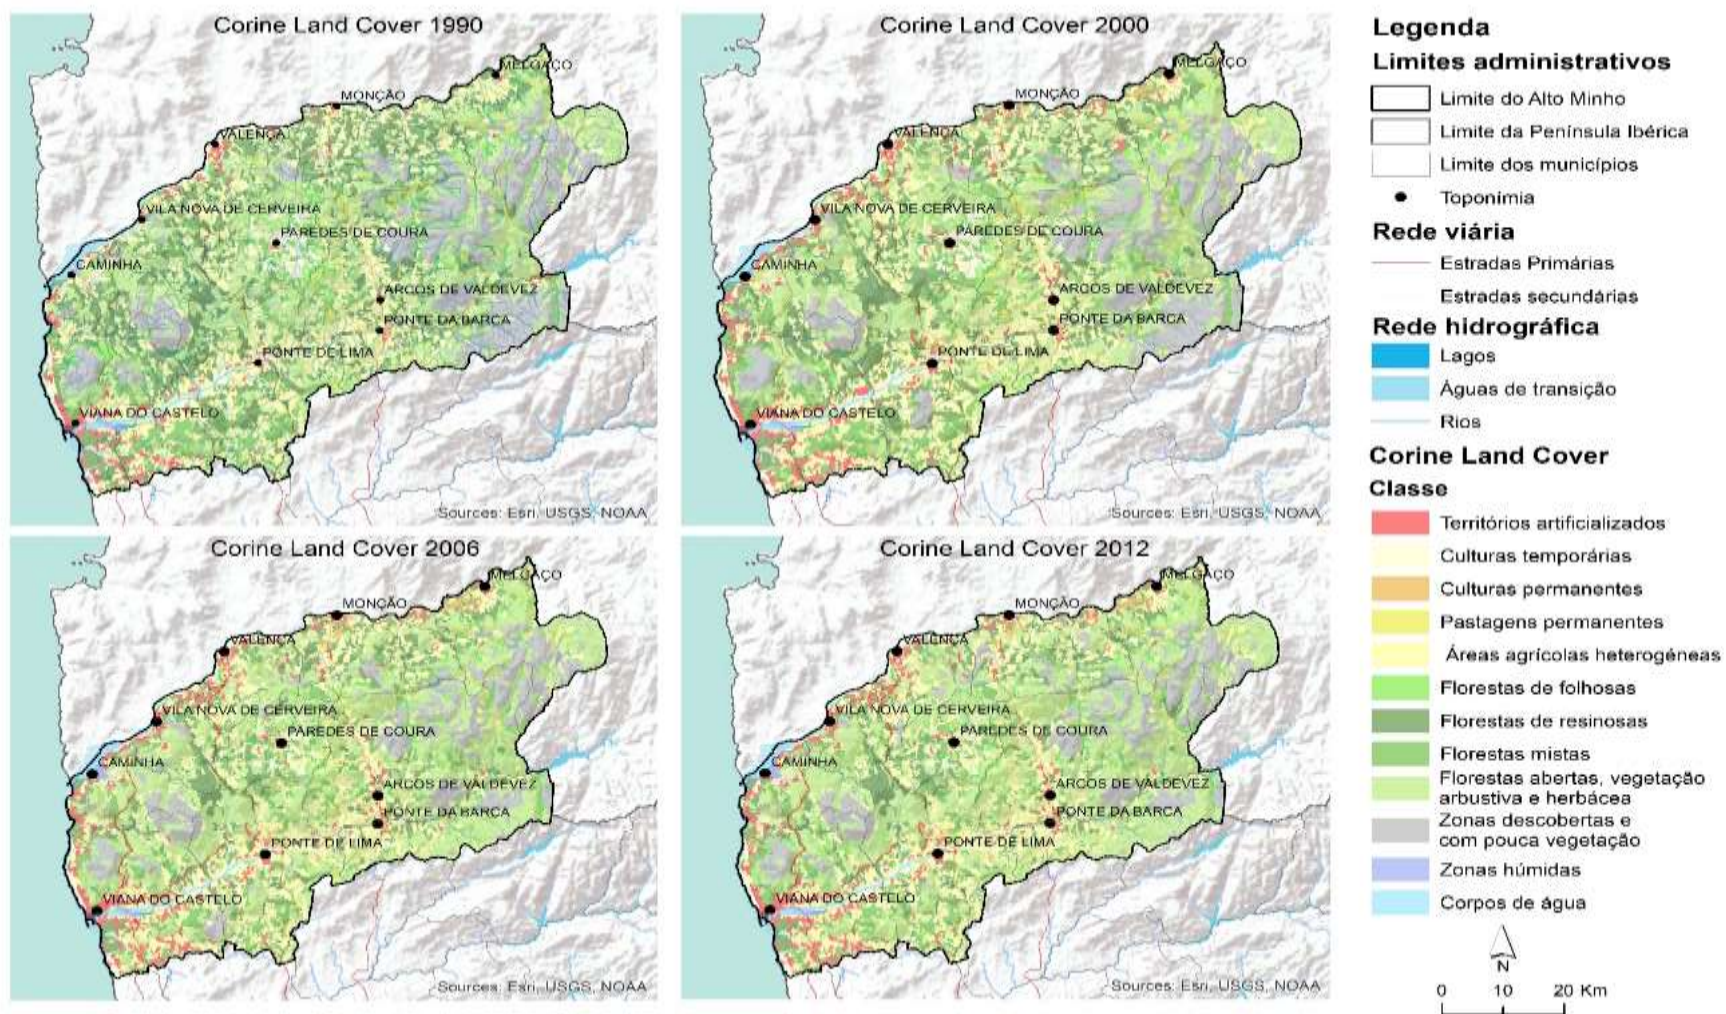 Corine Land Cover 1990
MELGAÇO
MONÇÃO
VALENÇA
VILA NOVA DE CERVEIRA
PAREDES DE COURA
CAMINHA
ARCOS DE VALDEVEZ
PONTE DA BARCA
PONTE DE LIMA
VIANA DO CASTELO
Sources: Esri, USGS, NOAA
Corine Land Cover 2000
MELGAÇO
MONÇÃO
VALENÇA
VILA NOVA DE CERVEIRA
PAREDES DE COURA
CAMINHA
ARCOS DE VALDEVEZ
PONTE DA BARCA
PONTE DE LIMA
VIANA DO CASTELO
Sources: Esri, USGS, NOAA
Corine Land Cover 2006
MELGAÇO
MONÇÃO
VALENÇA
VILA NOVA DE CERVEIRA
PAREDES DE COURA
CAMINHA
ARCOS DE VALDEVEZ
PONTE DA BARCA
PONTE DE LIMA
VIANA DO CASTELO
Sources: Esri, USGS, NOAA
Corine Land Cover 2012
MELGAÇO
MONÇÃO
VALENÇA
VILA NOVA DE CERVEIRA
PAREDES DE COURA
CAMINHA
ARCOS DE VALDEVEZ
PONTE DA BARCA
PONTE DE LIMA
VIANA DO CASTELO
Sources: Esri, USGS, NOAA
Legenda
Limites administrativos
Limite do Alto Minho
Limite da Península Ibérica
Limite dos municípios
Toponímia
Rede viária
Estradas Primárias
Estradas secundárias
Rede hidrográfica
Lagos
Águas de transição
Rios
Corine Land Cover
Classe
Territórios artificializados
Culturas temporárias
Culturas permanentes
Pastagens permanentes
Áreas agrícolas heterogéneas
Florestas de folhosas
Florestas de resinosas
Florestas mistas
Florestas abertas, vegetação
arbustiva e herbácea
Zonas descobertas e
com pouca vegetação
Zonas húmidas
Corpos de água
N
0 10 20 Km